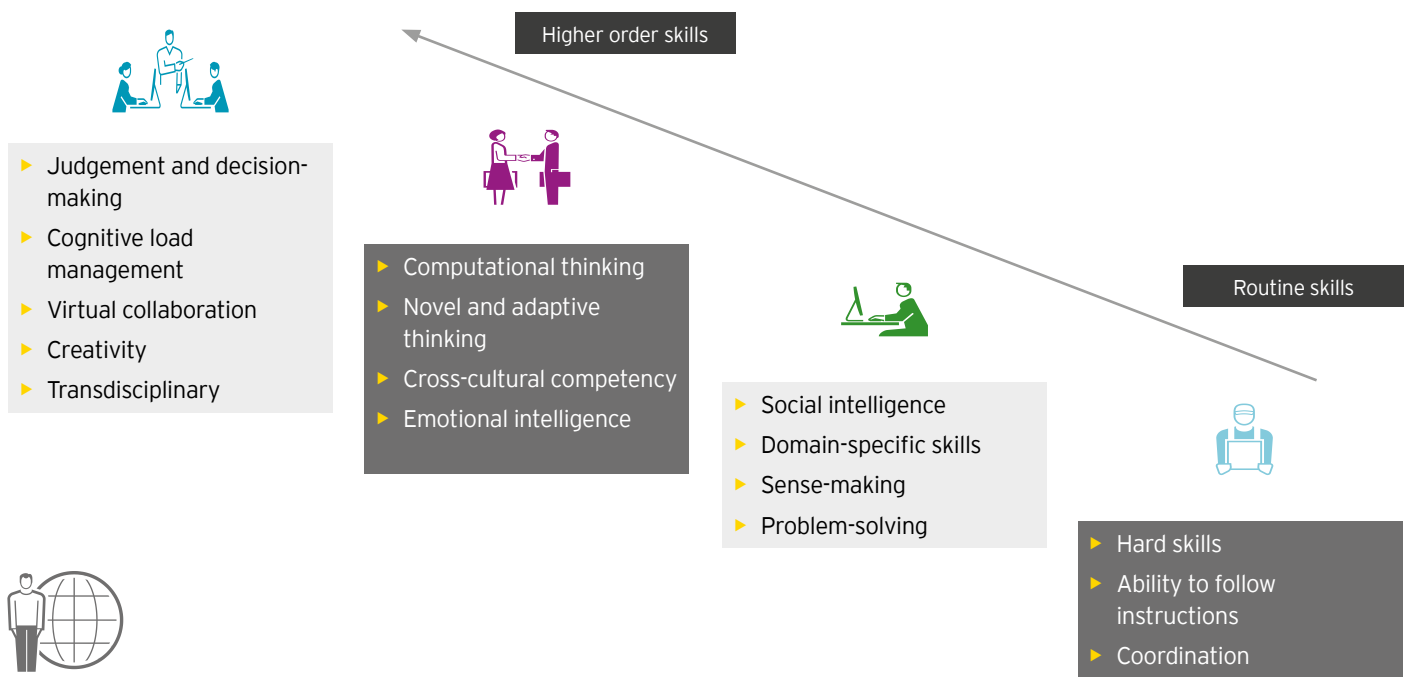 Higher order skills
Judgement and decision-
making
Cognitive load
management
Virtual collaboration
Creativity
Transdisciplinary
Computational thinking
Novel and adaptive
thinking
Cross-cultural competency
Emotional intelligence
Routine skills
Social intelligence
Domain-specific skills
Sense-making
Problem-solving
Hard skills
Ability to follow
instructions
Coordination